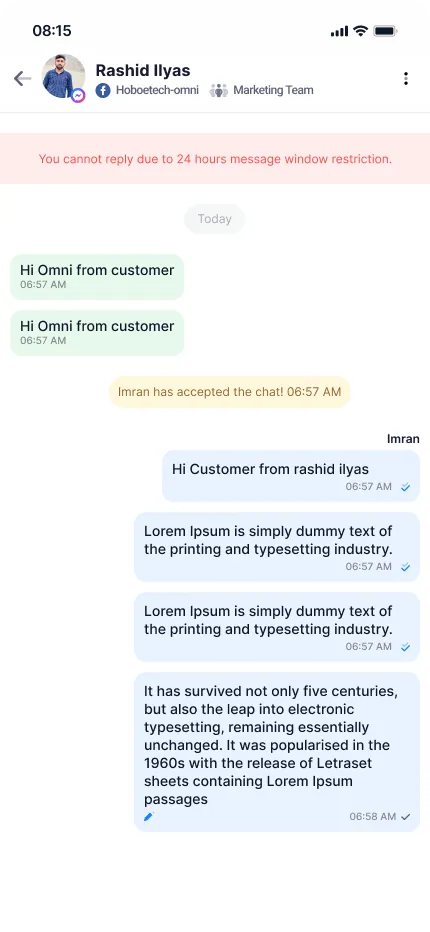 08:15
Rashid Ilyas
Hoboetech-omni Marketing Team
You cannot reply due to 24 hours message window restriction.
Today
Hi Omni from customer
06:57 AM
Hi Omni from customer
06:57 AM
Imran has accepted the chat! 06:57 AM
Imran
Hi Customer from rashid ilyas
06:57 AM
Lorem Ipsum is simply dummy text of
the printing and typesetting industry.
06:57 AM
Lorem Ipsum is simply dummy text of
the printing and typesetting industry.
06:57 AM
It has survived not only five centuries,
but also the leap into electronic
typesetting, remaining essentially
unchanged. It was popularised in the
1960s with the release of Letraset
sheets containing Lorem Ipsum
passages
06:58 AM